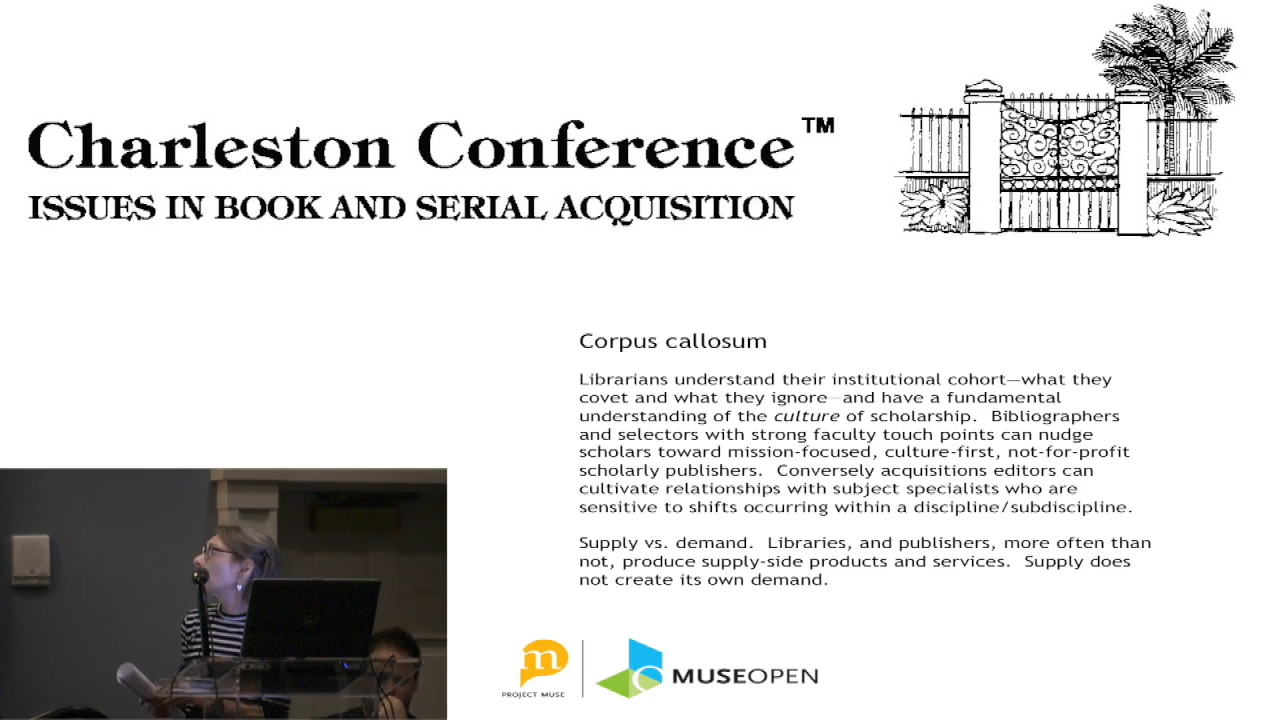 Charleston Conference™
ISSUES IN BOOK AND SERIAL ACQUISITION
Corpus callosum
Librarians understand their institutional cohort—what they
covet and what they ignore—and have a fundamental
understanding of the culture of scholarship.  Bibliographers
and selectors with strong faculty touch points can nudge
scholars toward mission-focused, culture-first, not-for-profit
scholarly publishers.  Conversely acquisitions editors can
cultivate relationships with subject specialists who are
sensitive to shifts occurring within a discipline/subdiscipline.
Supply vs. demand.  Libraries, and publishers, more often than
not, produce supply-side products and services.  Supply does
not create its own demand.
m
PROJECT MUSE
MUSEOPEN